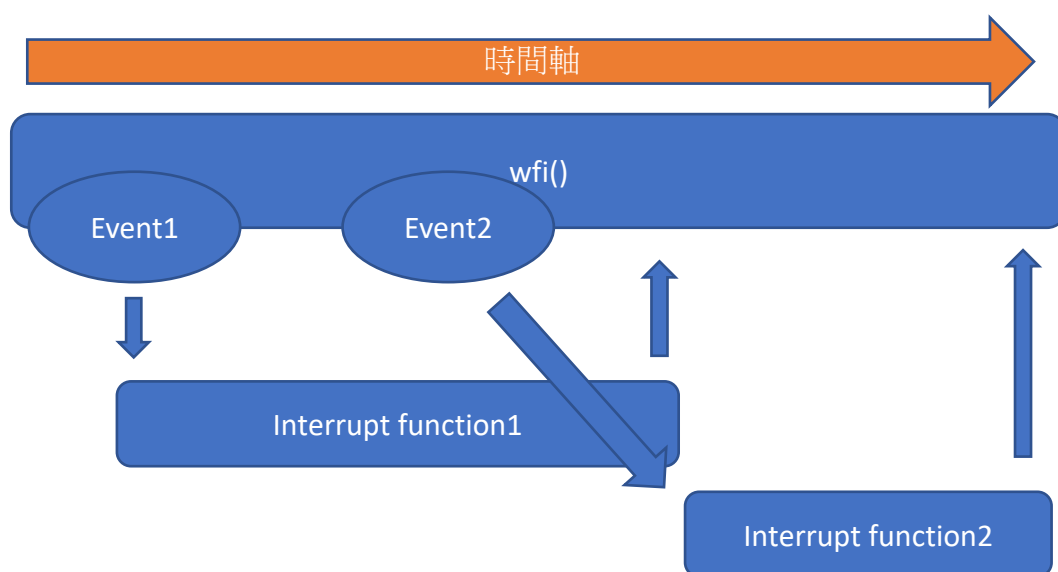 時間軸
wfi()
Event1
Event2
Interrupt function1
Interrupt function2